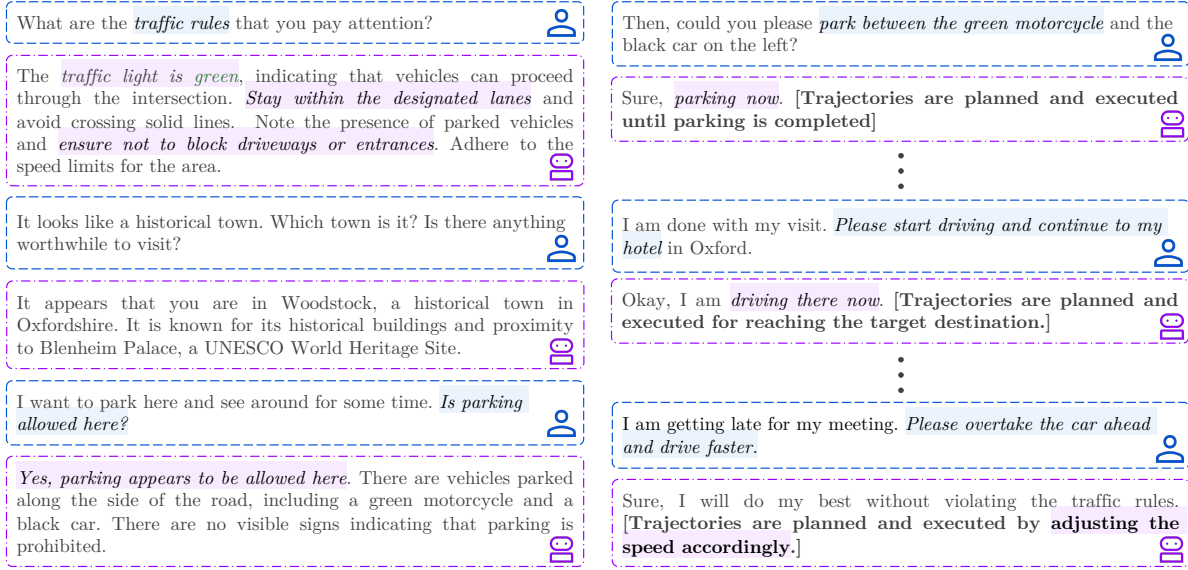 What are the traffic rules that you pay attention?
The traffic light is green, indicating that vehicles can proceed
through the intersection. Stay within the designated lanes and
avoid crossing solid lines. Note the presence of parked vehicles
and ensure not to block driveways or entrances. Adhere to the
speed limits for the area.
It looks like a historical town. Which town is it? Is there anything
worthwhile to visit?
It appears that you are in Woodstock, a historical town in
Oxfordshire. It is known for its historical buildings and proximity
to Blenheim Palace, a UNESCO World Heritage Site.
I want to park here and see around for some time. Is parking
allowed here?
Yes, parking appears to be allowed here. There are vehicles parked
along the side of the road, including a green motorcycle and a
black car. There are no visible signs indicating that parking is
prohibited.
Then, could you please park between the green motorcycle and the
black car on the left?
Sure, parking now. [Trajectories are planned and executed
until parking is completed]
I am done with my visit. Please start driving and continue to my
hotel in Oxford.
Okay, I am driving there now. [Trajectories are planned and
executed for reaching the target destination.]
I am getting late for my meeting. Please overtake the car ahead
and drive faster.
Sure, I will do my best without violating the traffic rules.
[Trajectories are planned and executed by adjusting the
speed accordingly.]